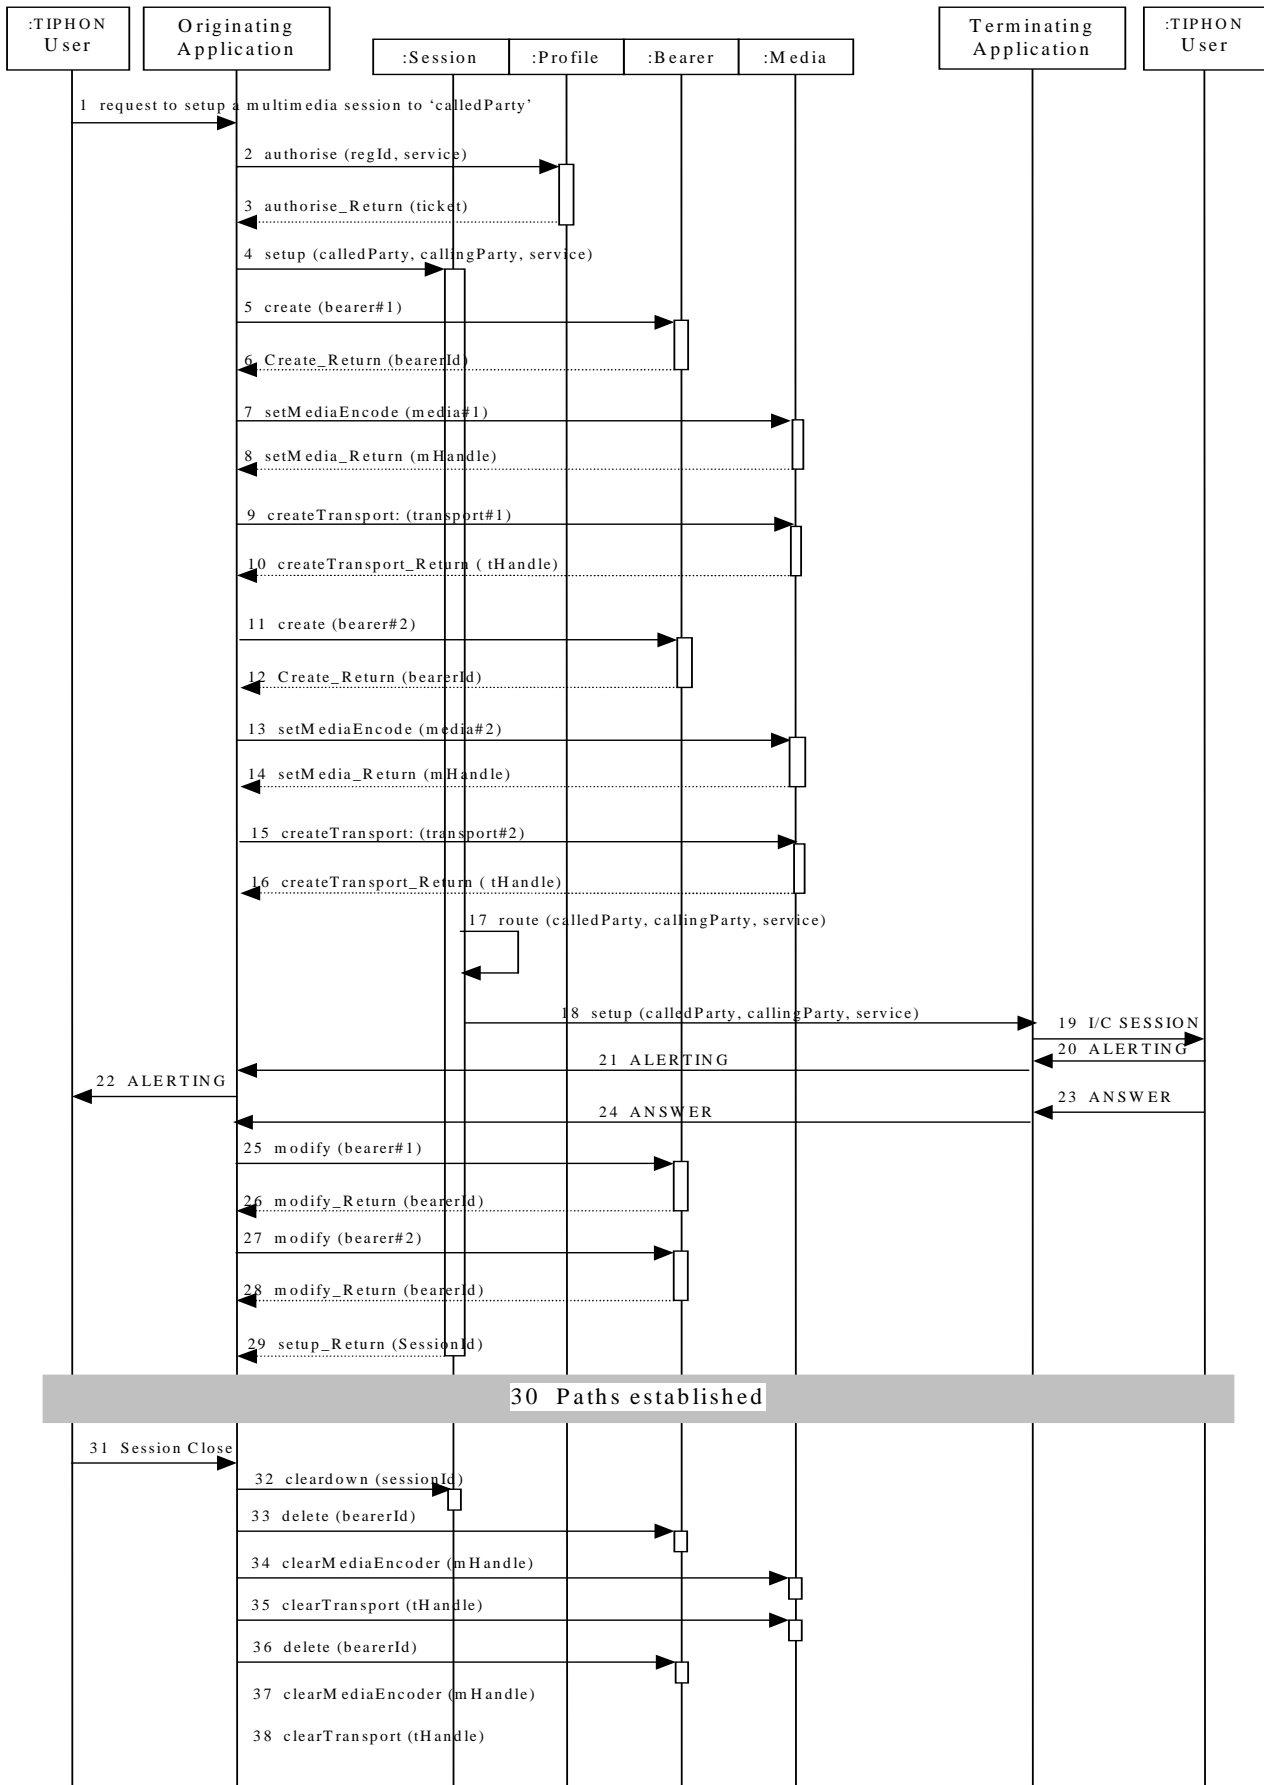 :TIPHON
User
Originating
Application
:Session
:Profile
:Bearer
:Media
Terminating
Application
:TIPHON
User
1 request to setup a multimedia session to ‘calledParty’
2 authorise (regId, service)
3 authorise_Return (ticket)
4 setup (calledParty, callingParty, service)
5 create (bearer#1)
6 Create_Return (bearerId)
7 setMediaEncode (media#1)
8 setMedia_Return (mHandle)
9 createTransport: (transport#1)
10 createTransport_Return ( tHandle)
11 create (bearer#2)
12 Create_Return (bearerId)
13 setMediaEncode (media#2)
14 setMedia_Return (mHandle)
15 createTransport: (transport#2)
16 createTransport_Return ( tHandle)
17 route (calledParty, callingParty, service)
18 setup (calledParty, callingParty, service)
19 I/C SESSION
20 ALERTING
21 ALERTING
22 ALERTING
23 ANSWER
24 ANSWER
25 modify (bearer#1)
26 modify_Return (bearerId)
27 modify (bearer#2)
28 modify_Return (bearerId)
29 setup_Return (SessionId)
30 Paths established
31 Session Close
32 cleardown (sessionId)
33 delete (bearerId)
34 clearMediaEncoder (mHandle)
35 clearTransport (tHandle)
36 delete (bearerId)
37 clearMediaEncoder (mHandle)
38 clearTransport (tHandle)